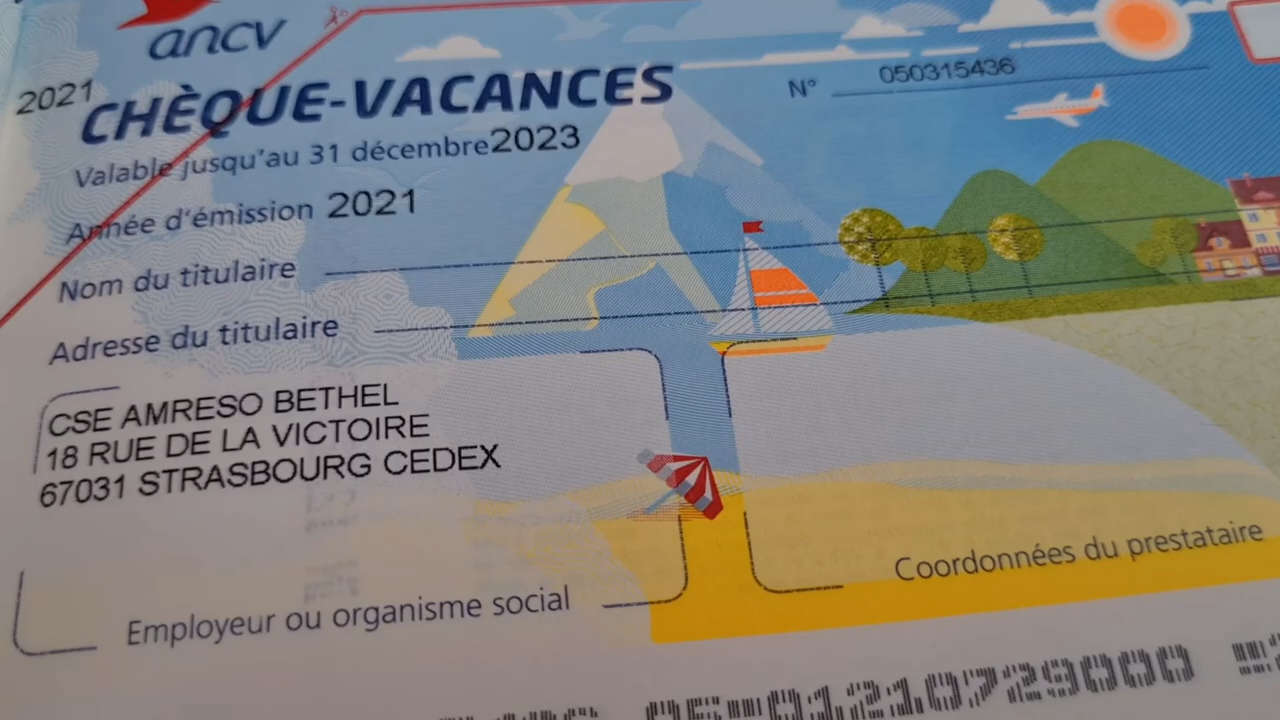 ancv
2021
CHÈQUE-VACANCES
N° 050315436
Valable jusqu'au 31 décembre 2023
Année d'émission 2021
Nom du titulaire
Adresse du titulaire
CSE AMRESO BETHEL
18 RUE DE LA VICTOIRE
67031 STRASBOURG CEDEX
Employeur ou organisme social
Coordonnées du prestataire
01210729000